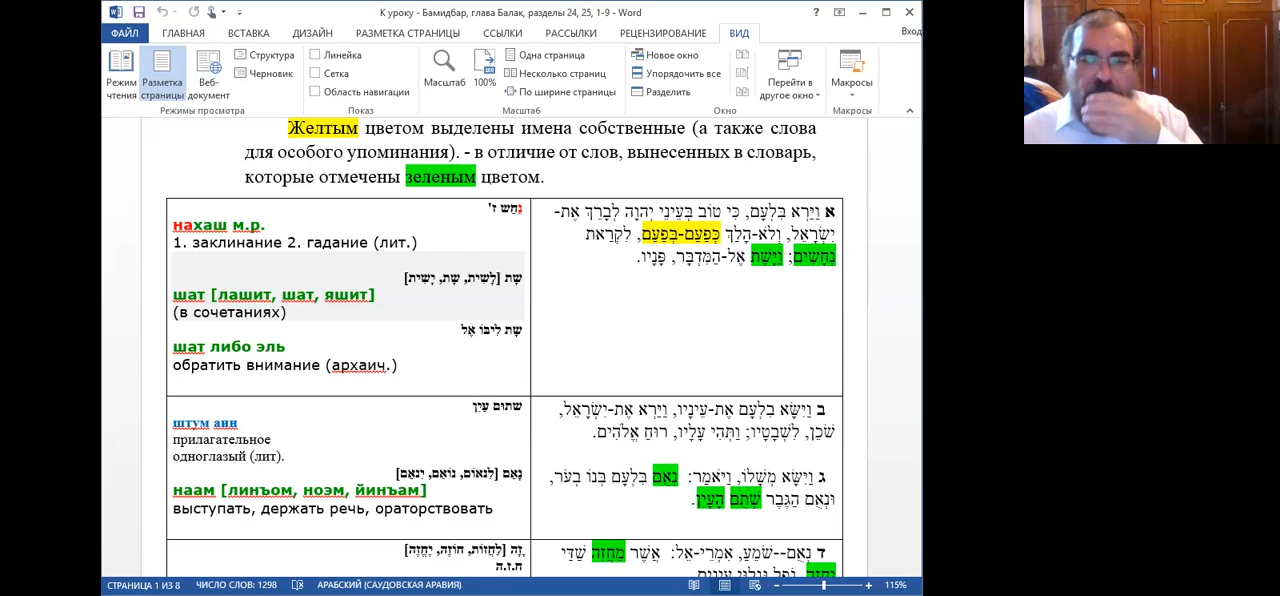 К уроку - Бамидбар, глава Балак, разделы 24, 25, 1-9 - Word
ФАЙЛ ГЛАВНАЯ ВСТАВКА ДИЗАЙН РАЗМЕТКА СТРАНИЦЫ ССЫЛКИ РАССЫЛКИ РЕЦЕНЗИРОВАНИЕ ВИД Вход
Режим чтения
Разметка страницы
Веб-документ
Структура
Черновик
Режимы просмотра
Линейка
Сетка
Область навигации
Показ
Масштаб
100%
Одна страница
Несколько страниц
По ширине страницы
Масштаб
Новое окно
Упорядочить все
Разделить
Перейти в другое окно
Окно
Макросы
Макросы
Желтым цветом выделены имена собственные (а также слова
для особого упоминания). - в отличие от слов, вынесенных в словарь,
которые отмечены зеленым цветом.
נַחַשׁ ז'
нахаш м.р.
1. заклинание 2. гадание (лит.)
שָׁת [לָשִׁית, שָׁת, יָשִׁית]
шат [лашит, шат, яшит]
(в сочетаниях)
שָׁת לִיבּוֹ אֶל
шат либо эль
обратить внимание (архаич.)
א וַיַּרְא בִּלְעָם, כִּי טוֹב בְּעֵינֵי יְהוָה לְבָרֵךְ אֶת-
יִשְׂרָאֵל, וְלֹא-הָלַךְ כְּפַעַם-בְּפַעַם, לִקְרַאת
נְחָשִׁים; וַיָּשֶׁת אֶל-הַמִּדְבָּר, פָּנָיו.
שתום עַיִן
штум аин
прилагательное
одноглазый (лит).
נָאַם [לִנְאוֹם, נוֹאֵם, יִנְאַם]
наам [линъом, ноэм, йинъам]
выступать, держать речь, ораторствовать
ב וַיִּשָּׂא בִלְעָם אֶת-עֵינָיו, וַיַּרְא אֶת-יִשְׂרָאֵל,
שֹׁכֵן, לִשְׁבָטָיו; וַתְּהִי עָלָיו, רוּחַ אֱלֹהִים.
ג וַיִּשָּׂא מְשָׁלוֹ, וַיֹּאמַר: נְאֻם בִּלְעָם בְּנוֹ בְעֹר,
וּנְאֻם הַגֶּבֶר שְׁתֻם הָעָיִן.
חָזָה [לַחֲזוֹת, חוֹזֶה, יֶחֱזֶה]
ח.ז.ה
ד נְאֻם--שֹׁמֵעַ, אִמְרֵי-אֵל: אֲשֶׁר מַחֲזֵה שַׁדַּי
יֶחֱזֶה, נֹפֵל וּגְלוּי עֵינָיִם
СТРАНИЦА 1 ИЗ 8 ЧИСЛО СЛОВ: 1298 АРАБСКИЙ (САУДОВСКАЯ АРАВИЯ) 115%